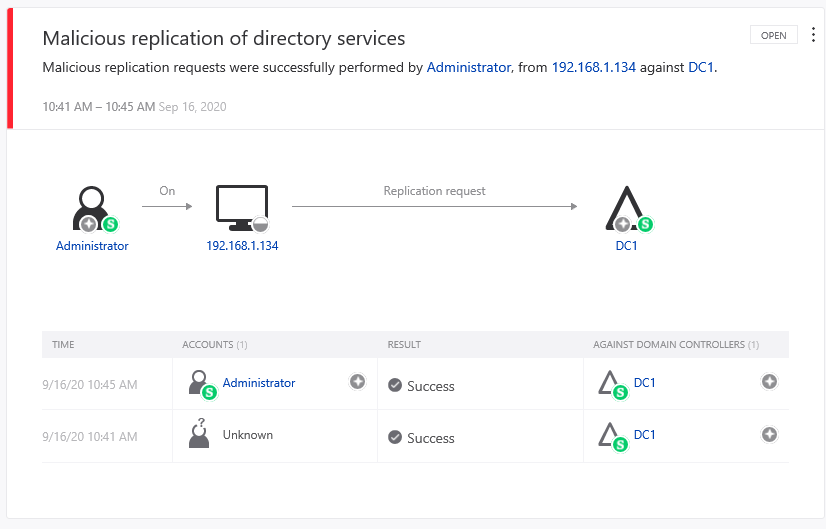 Malicious replication of directory services
OPEN
Malicious replication requests were successfully performed by Administrator, from 192.168.1.134 against DC1.
10:41 AM – 10:45 AM Sep 16, 2020
On
Replication request
S
S
Administrator
192.168.1.134
DC1
TIME ACCOUNTS (1) RESULT AGAINST DOMAIN CONTROLLERS (1)
9/16/20 10:45 AM S Administrator Success S DC1
9/16/20 10:41 AM ? Unknown Success S DC1